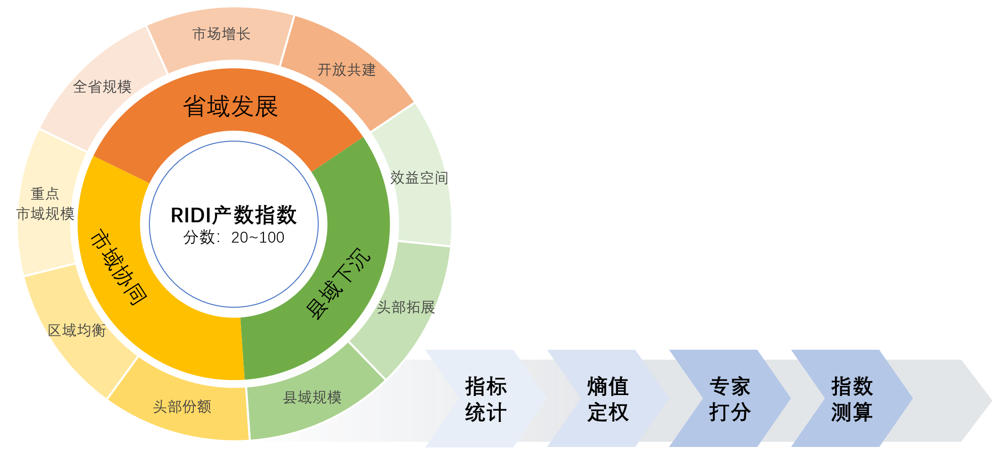 市场增长
开放共建
全省规模
省域发展
效益空间
重点
市域规模
RIDI产数指数
分数：20~100
市域协同
县域下沉
头部拓展
区域均衡
县域规模
头部份额
指标
统计
熵值
定权
专家
打分
指数
测算